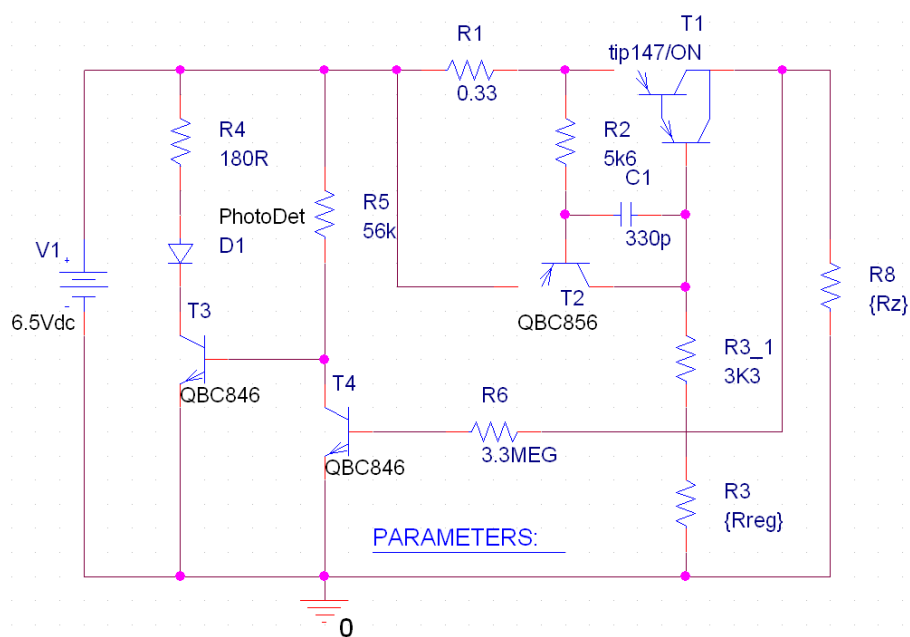 T1
R1
tip147/ON
0.33
R4
180R
R2
5k6
C1
330p
PhotoDet
D1
R5
56k
V1
+
-
6.5Vdc
T3
QBC846
T2
QBC856
R8
{Rz}
R3_1
3K3
T4
QBC846
R6
3.3MEG
R3
{Rreg}
PARAMETERS:
0